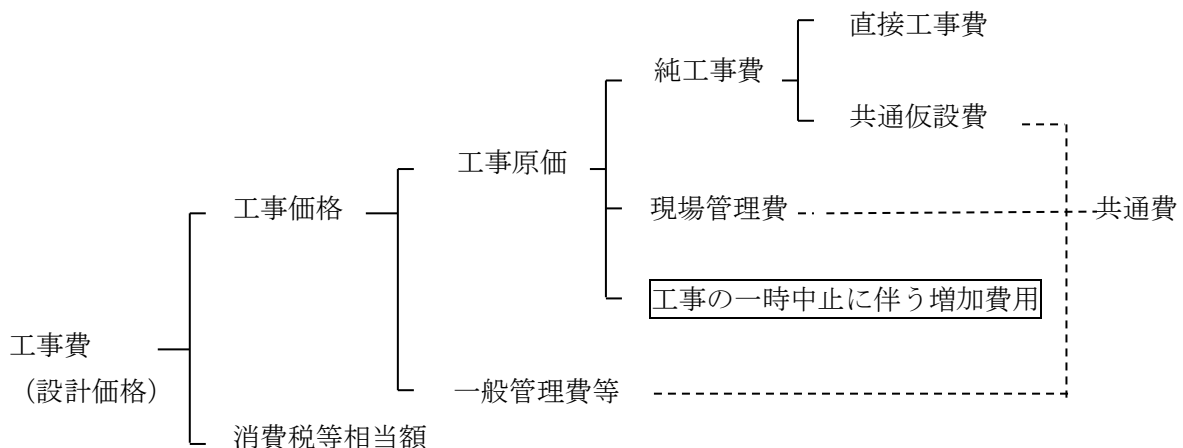 直接工事費
純工事費
共通仮設費
工事原価
工事価格
現場管理費
共通費
工事の一時中止に伴う増加費用
工事費
（設計価格）
一般管理費等
消費税等相当額